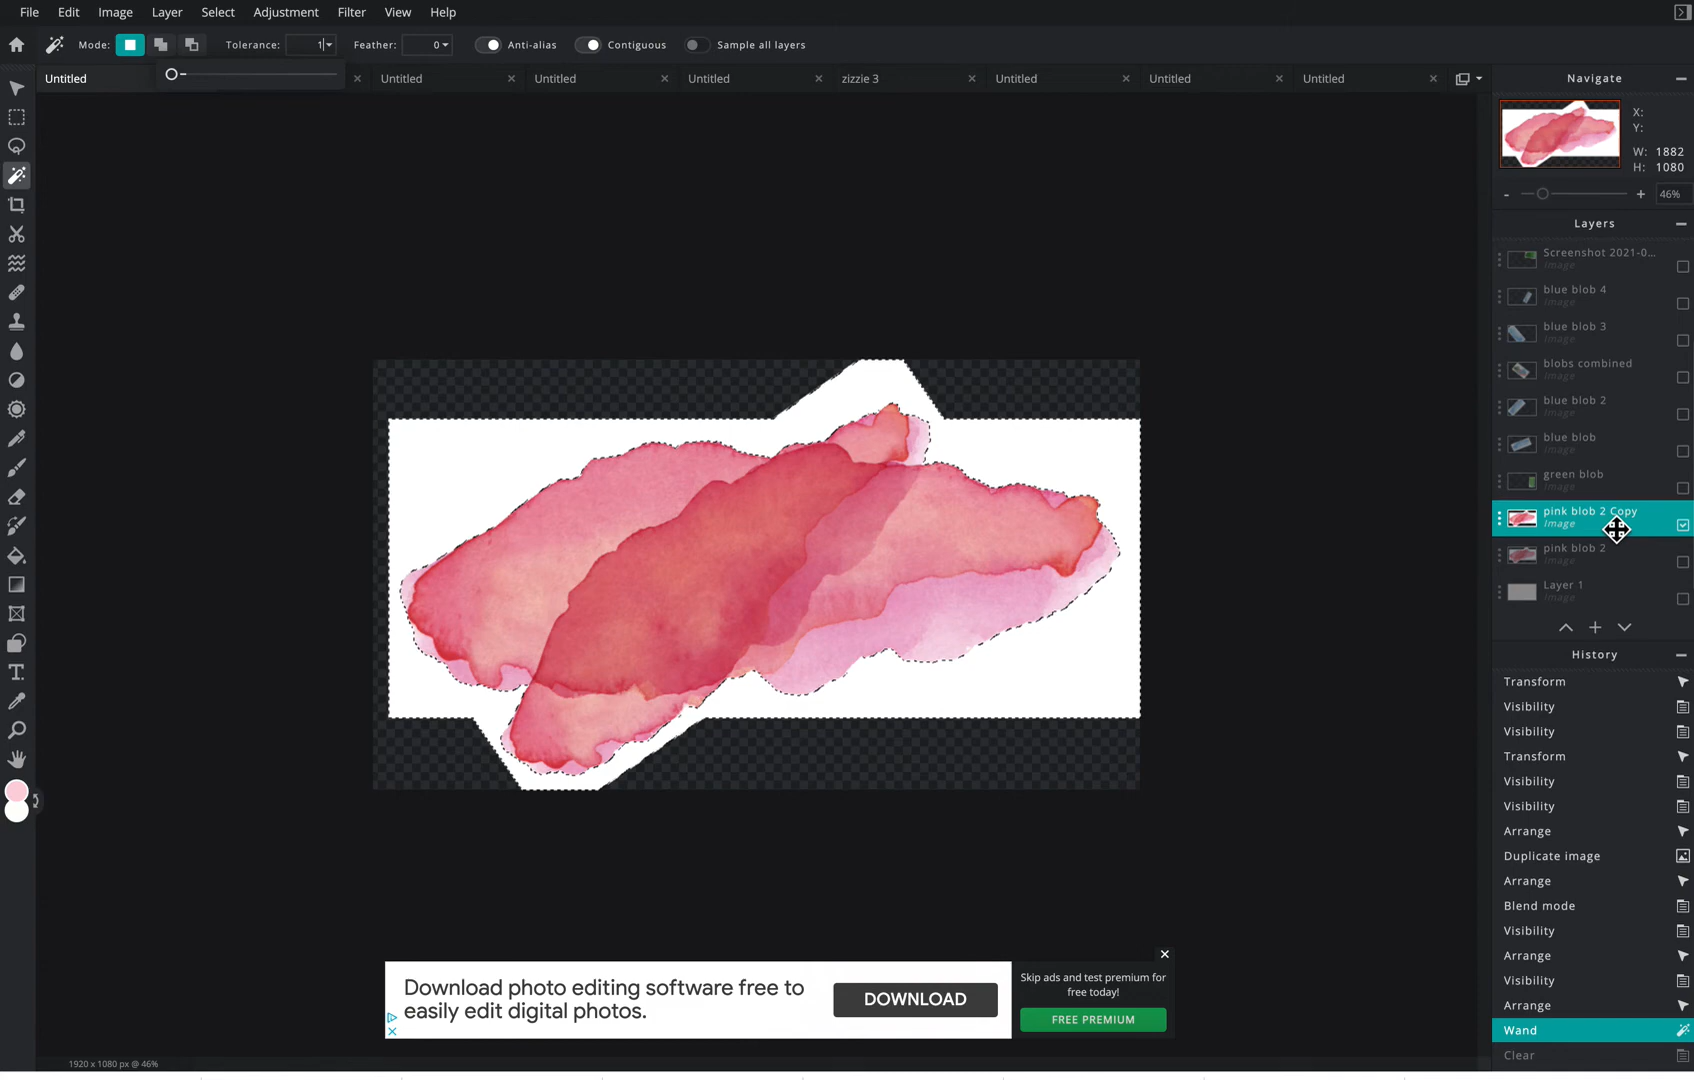 File Edit Image Layer Select Adjustment Filter View Help
Mode: Tolerance: 1 Feather: 0 Anti-alias Contiguous Sample all layers
Untitled Untitled Untitled Untitled zizzie 3 Untitled Untitled Untitled
Navigate
X:
Y:
W: 1882
H: 1080
- + 46%
Layers
Screenshot 2021-0...
Image
blue blob 4
Image
blue blob 3
Image
blobs combined
Image
blue blob 2
Image
blue blob
Image
green blob
Image
pink blob 2 Copy
Image
pink blob 2
Image
Layer 1
Image
History
Transform
Visibility
Visibility
Transform
Visibility
Visibility
Arrange
Duplicate image
Arrange
Blend mode
Visibility
Arrange
Visibility
Arrange
Wand
Clear
Download photo editing software free to
easily edit digital photos.
DOWNLOAD
Skip ads and test premium for
free today!
FREE PREMIUM
1920 x 1080 px @ 46%